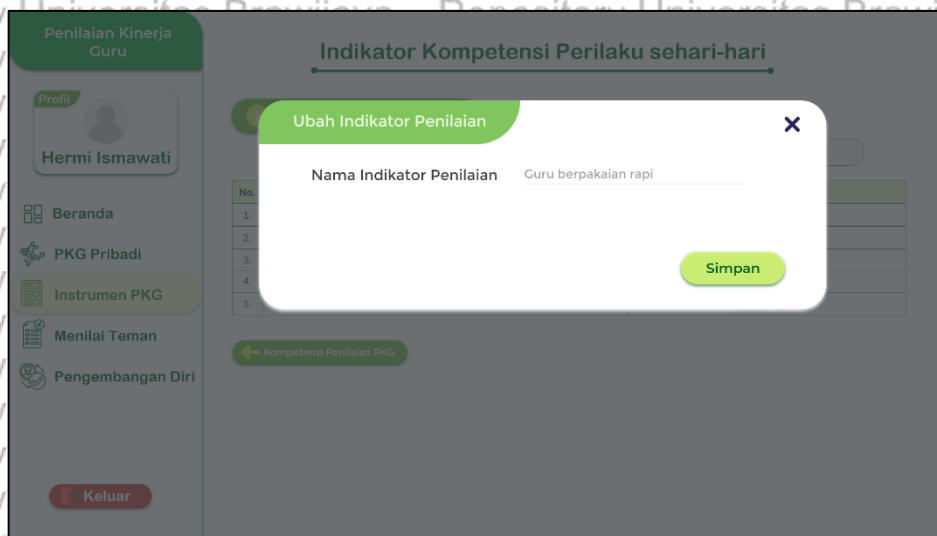 Penilaian Kinerja
Guru
Indikator Kompetensi Perilaku sehari-hari
Profil
Hermi Ismawati
Ubah Indikator Penilaian
Nama Indikator Penilaian Guru berpakaian rapi
Simpan
No.
1.
2.
3.
4.
5.
Beranda
PKG Pribadi
Instrumen PKG
Menilai Teman
Pengembangan Diri
Kompetensi Penilaian PKG
Keluar